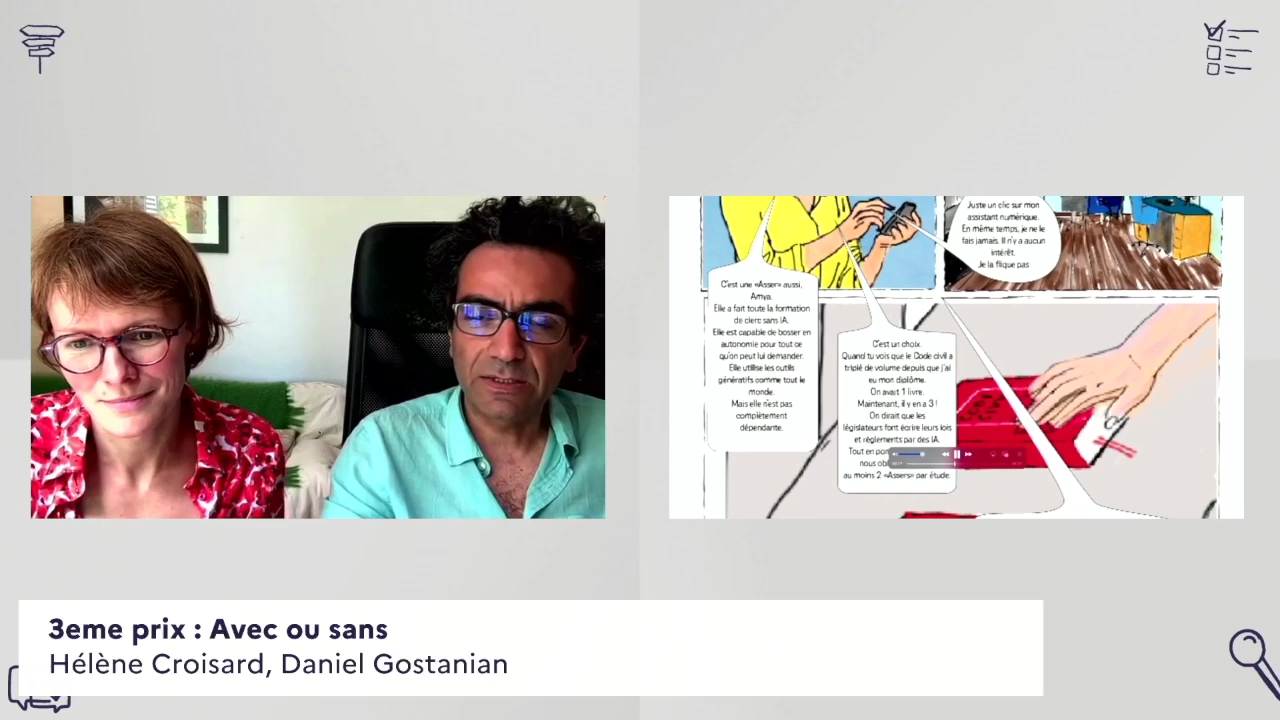 Juste un clic sur mon
assistant numérique.
En même temps, je ne le
fais jamais. Il n'y a aucun
intérêt.
Je la flique pas
C'est une «Asser» aussi,
Amya.
Elle a fait toute la formation
de clerc sans IA.
Elle est capable de bosser en
autonomie pour tout ce
qu'on peut lui demander.
Elle utilise les outils
génératifs comme tout le
monde.
Mais elle n'est pas
complètement
dépendante.
C'est un choix.
Quand tu vois que le Code civil a
triplé de volume depuis que j'ai
eu mon diplôme.
On avait 1 livre.
Maintenant, il y en a 3 !
On dirait que les
législateurs font écrire leurs lois
et règlements par des IA.
Tout en
nous
au moins 2 «Assers» par étude.
3eme prix : Avec ou sans
Hélène Croisard, Daniel Gostanian